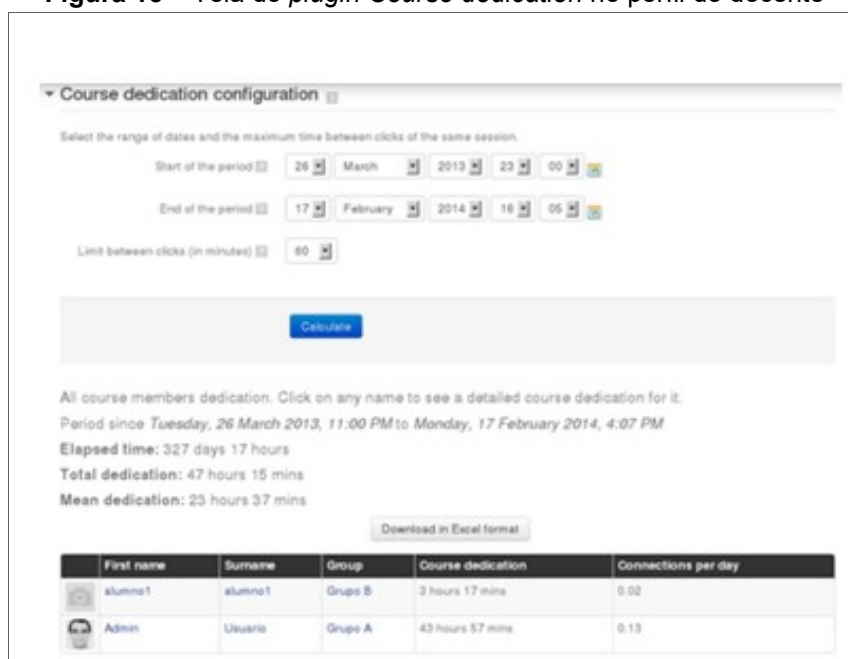 Figura 10 – Tela do plugin Course dedication no perfil do docente
Course dedication configuration
Select the range of dates and the maximum time between clicks of the same session.
Start of the period 26 March 2013 23 00
End of the period 17 February 2014 16 05
Limit between clicks (in minutes) 60
Calculate
All course members dedication. Click on any name to see a detailed course dedication for it.
Period since Tuesday, 26 March 2013, 11:00 PM to Monday, 17 February 2014, 4:07 PM
Elapsed time: 327 days 17 hours
Total dedication: 47 hours 15 mins
Mean dedication: 23 hours 37 mins
Download in Excel format
First name Surname Group Course dedication Connections per day
alumno1 alumno1 Grupo B 3 hours 17 mins 0.02
Admin Usuario Grupo A 43 hours 57 mins 0.13